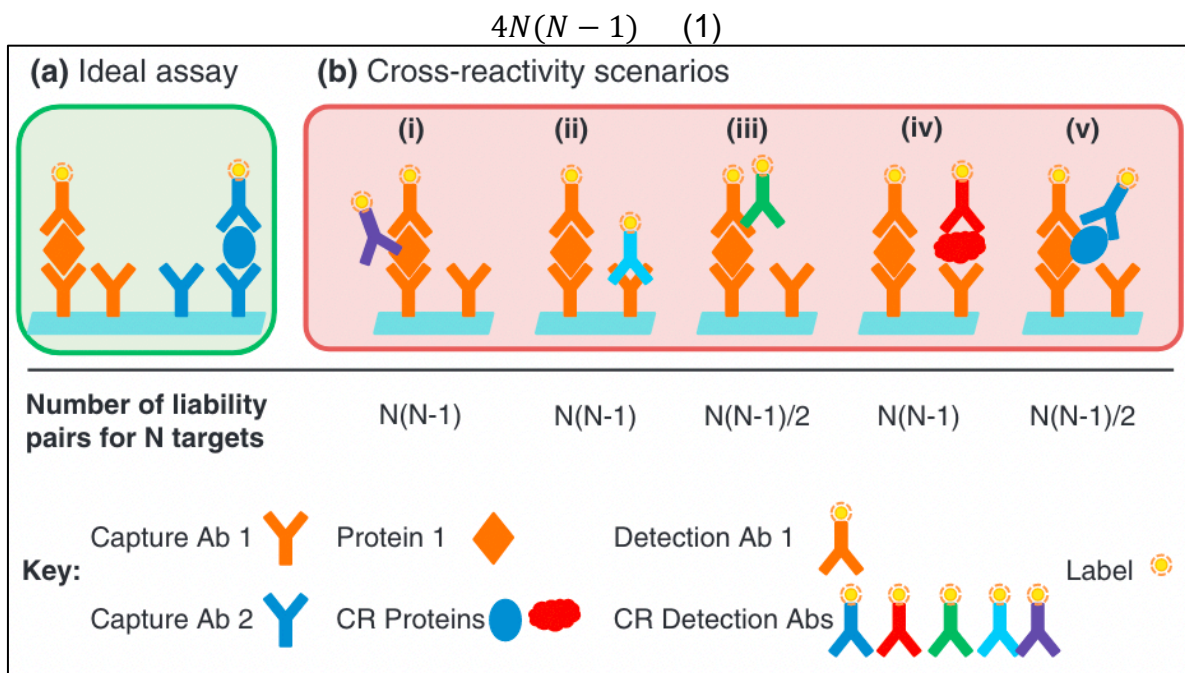 4N(N − 1) (1)
(a) Ideal assay
(b) Cross-reactivity scenarios
(i) (ii) (iii) (iv) (v)
Number of liability
pairs for N targets
N(N-1) N(N-1) N(N-1)/2 N(N-1) N(N-1)/2
Capture Ab 1 Protein 1 Detection Ab 1
Key: Label
Capture Ab 2 CR Proteins CR Detection Abs